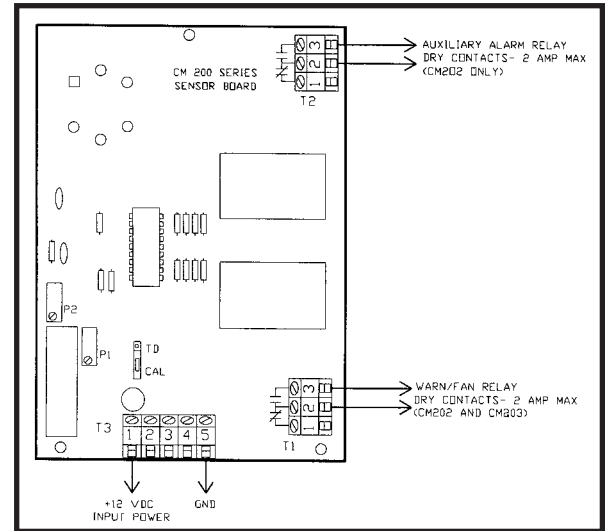 CM 200 SERIES
SENSOR BOARD
3
2
1
T2
AUXILIARY ALARM RELAY
DRY CONTACTS- 2 AMP MAX
(CM202 ONLY)
P2
P1
TD
CAL
T3
1 2 3 4 5
3
2
1
T1
WARN/FAN RELAY
DRY CONTACTS- 2 AMP MAX
(CM202 AND CM203)
+12 VDC
INPUT POWER
GND